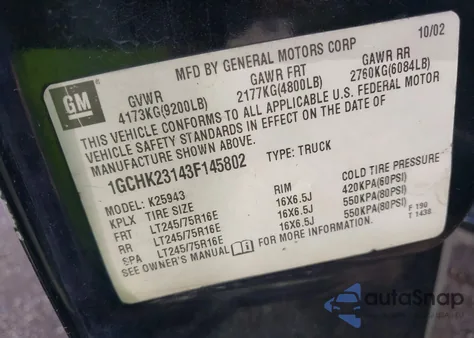 MFD BY GENERAL MOTORS CORP 10/02
GM
GVWR GAWR FRT GAWR RR
4173KG(9200LB) 2177KG(4800LB) 2760KG(6084LB)
THIS VEHICLE CONFORMS TO ALL APPLICABLE U.S. FEDERAL MOTOR
VEHICLE SAFETY STANDARDS IN EFFECT ON THE DATE OF
MANUFACTURE SHOWN ABOVE.
1GCHK23143F145802 TYPE: TRUCK
MODEL: K25943
KPLX TIRE SIZE RIM COLD TIRE PRESSURE
FRT LT245/75R16E 16X6.5J 420KPA(60PSI)
RR LT245/75R16E 16X6.5J 550KPA(80PSI)
SPA LT245/75R16E 16X6.5J 550KPA(80PSI)
SEE OWNER'S MANUAL FOR MORE INFORMATION
F 190
T 1436
autoSnap